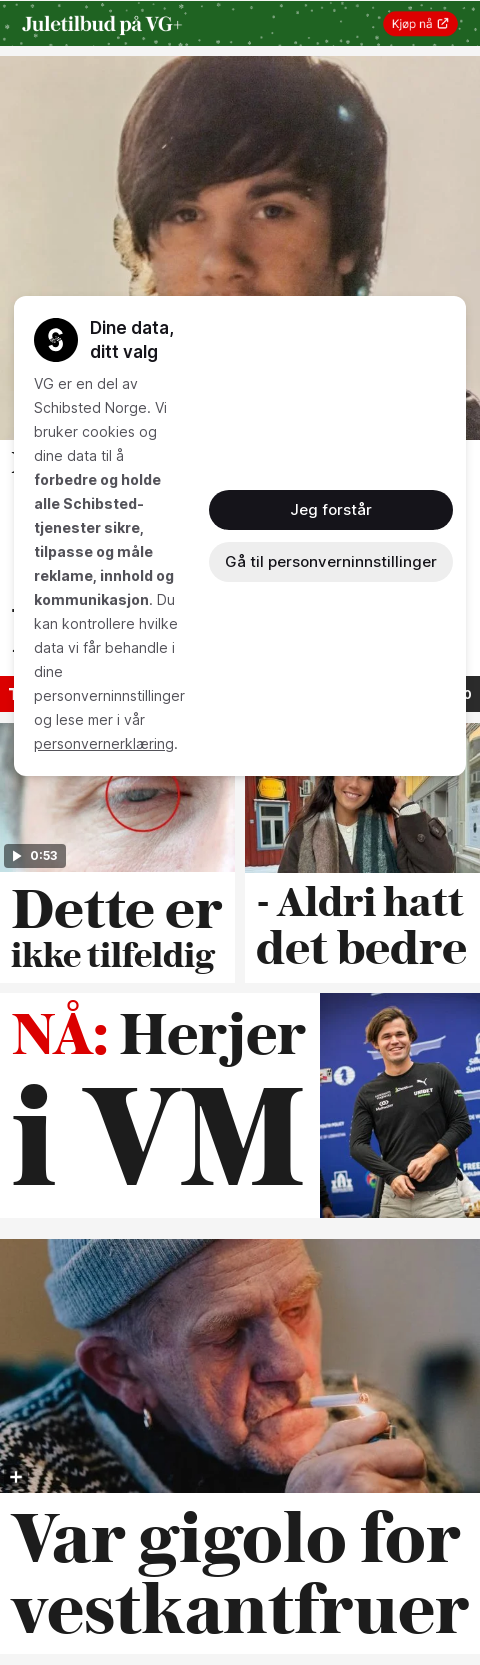 Juletilbud på VG+
Kjøp nå
Dine data,
ditt valg
VG er en del av
Schibsted Norge. Vi
bruker cookies og
dine data til å
forbedre og holde
alle Schibsted-
tjenester sikre,
tilpasse og måle
reklame, innhold og
kommunikasjon. Du
kan kontrollere hvilke
data vi får behandle i
dine
personverninnstillinger
og lese mer i vår
personvernerklæring.
Jeg forstår
Gå til personverninnstillinger
0:53
Dette er
ikke tilfeldig
- Aldri hatt
det bedre
NÅ: Herjer
i VM
UNIBET
Var gigolo for
vestkantfruer